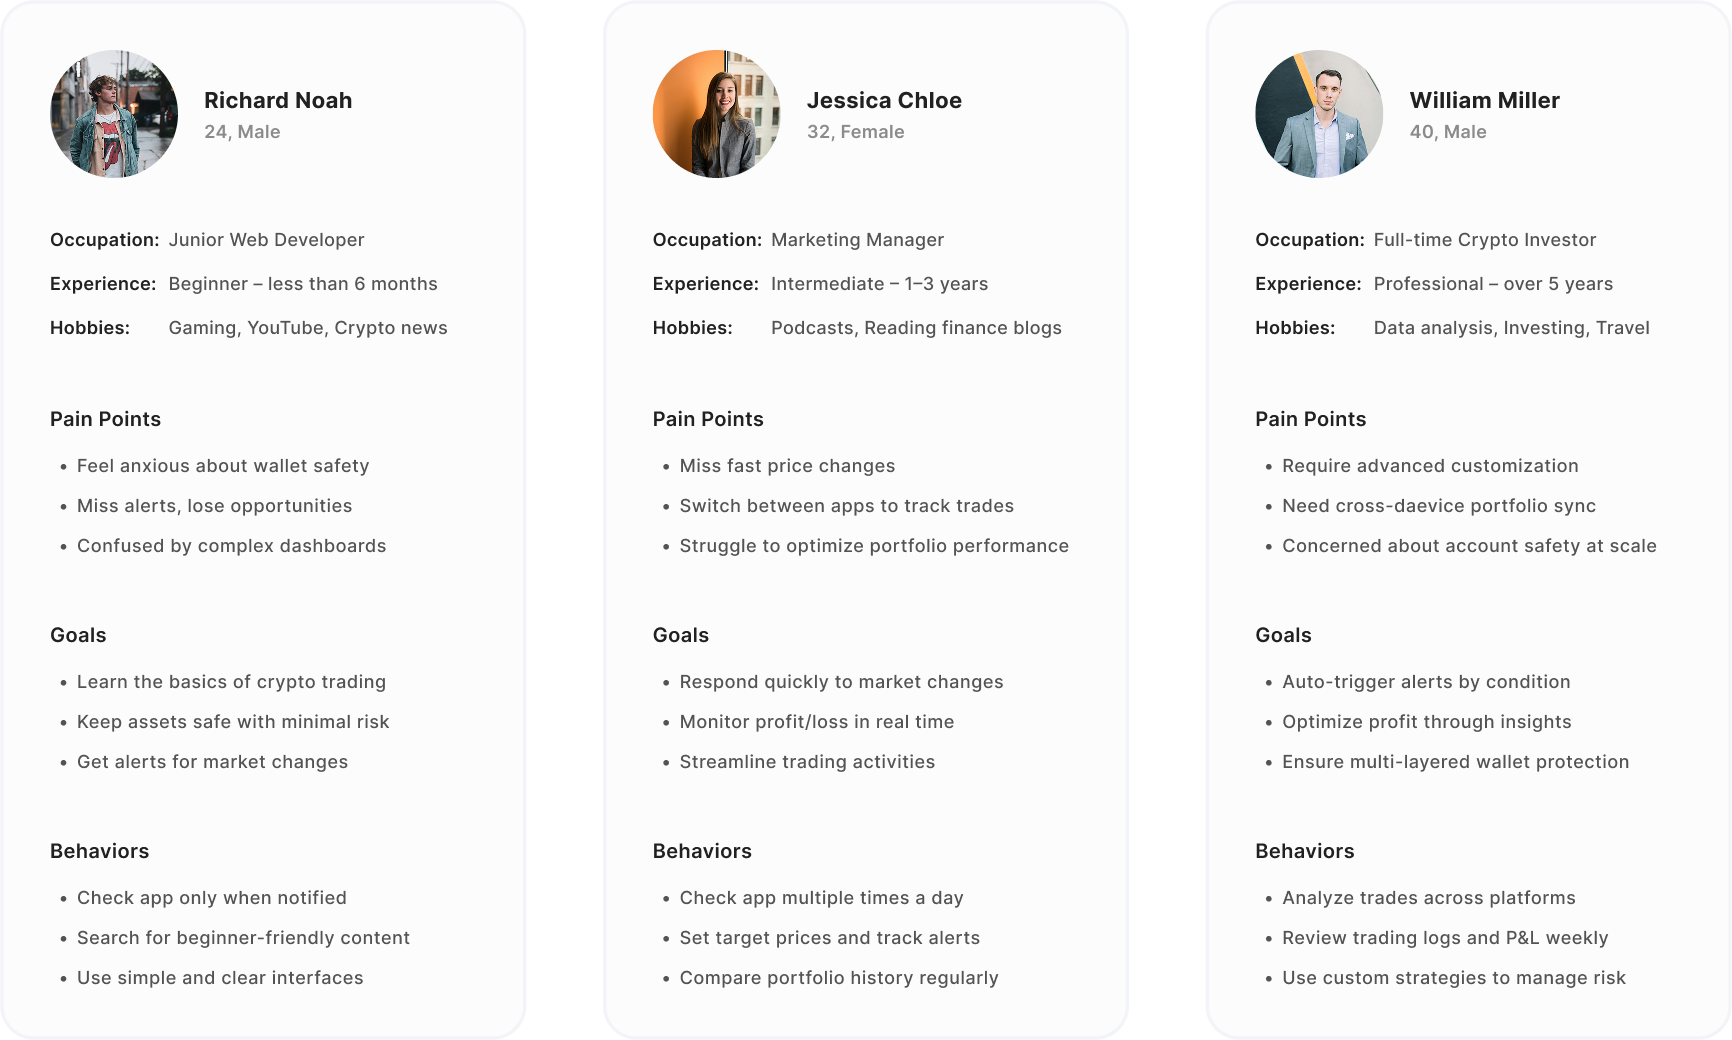 Richard Noah
24, Male
Occupation: Junior Web Developer
Experience: Beginner – less than 6 months
Hobbies: Gaming, YouTube, Crypto news
Pain Points
• Feel anxious about wallet safety
• Miss alerts, lose opportunities
• Confused by complex dashboards
Goals
• Learn the basics of crypto trading
• Keep assets safe with minimal risk
• Get alerts for market changes
Behaviors
• Check app only when notified
• Search for beginner-friendly content
• Use simple and clear interfaces
Jessica Chloe
32, Female
Occupation: Marketing Manager
Experience: Intermediate – 1–3 years
Hobbies: Podcasts, Reading finance blogs
Pain Points
• Miss fast price changes
• Switch between apps to track trades
• Struggle to optimize portfolio performance
Goals
• Respond quickly to market changes
• Monitor profit/loss in real time
• Streamline trading activities
Behaviors
• Check app multiple times a day
• Set target prices and track alerts
• Compare portfolio history regularly
William Miller
40, Male
Occupation: Full-time Crypto Investor
Experience: Professional – over 5 years
Hobbies: Data analysis, Investing, Travel
Pain Points
• Require advanced customization
• Need cross-daevice portfolio sync
• Concerned about account safety at scale
Goals
• Auto-trigger alerts by condition
• Optimize profit through insights
• Ensure multi-layered wallet protection
Behaviors
• Analyze trades across platforms
• Review trading logs and P&L weekly
• Use custom strategies to manage risk